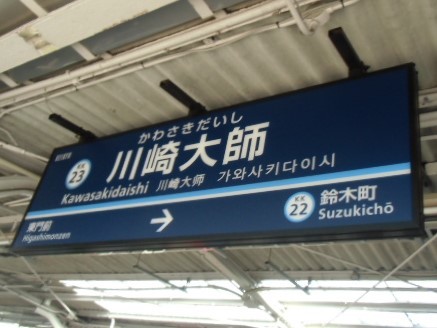 かわさきだいし
KK
23
川崎大師
Kawasakidaishi 川崎大师 가와사키다이시
東門前
Higashimonzen
KK
22
鈴木町
Suzukichō